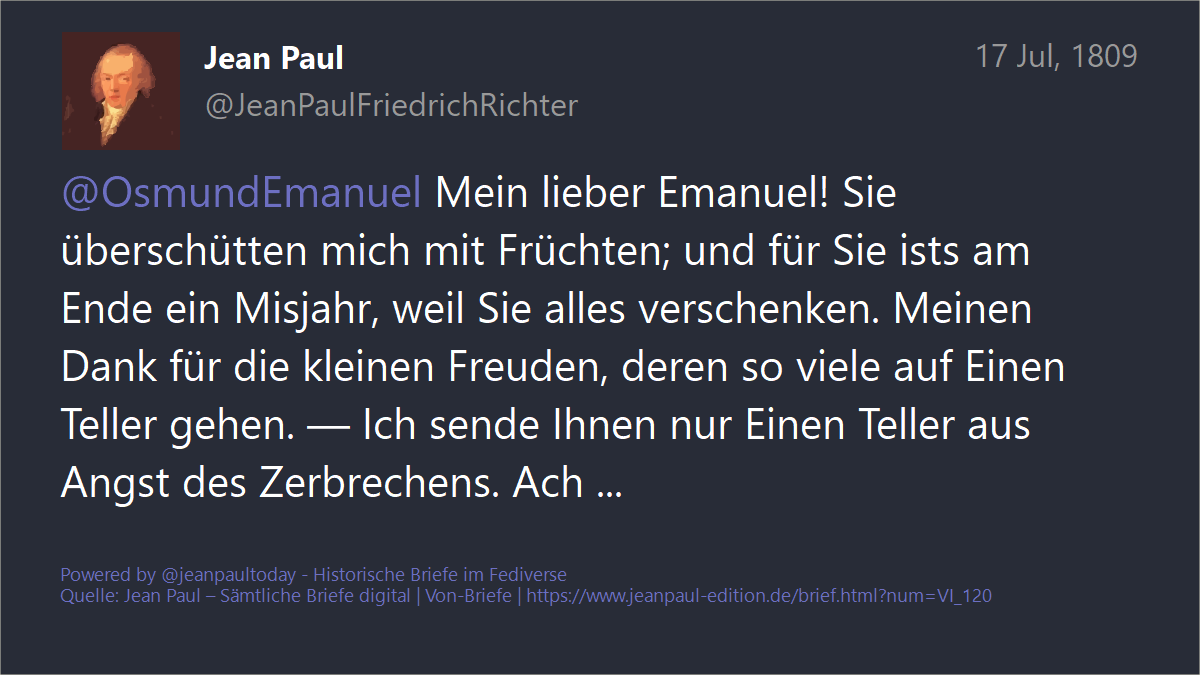 Jean Paul
17 Jul, 1809
@JeanPaulFriedrichRichter
@OsmundEmanuel Mein lieber Emanuel! Sie
überschütten mich mit Früchten; und für Sie ists am
Ende ein Misjahr, weil Sie alles verschenken. Meinen
Dank für die kleinen Freuden, deren so viele auf Einen
Teller gehen. — Ich sende Ihnen nur Einen Teller aus
Angst des Zerbrechens. Ach ...
Powered by @jeanpaultoday - Historische Briefe im Fediverse
Quelle: Jean Paul – Sämtliche Briefe digital | Von-Briefe | https://www.jeanpaul-edition.de/brief.html?num=VI_120